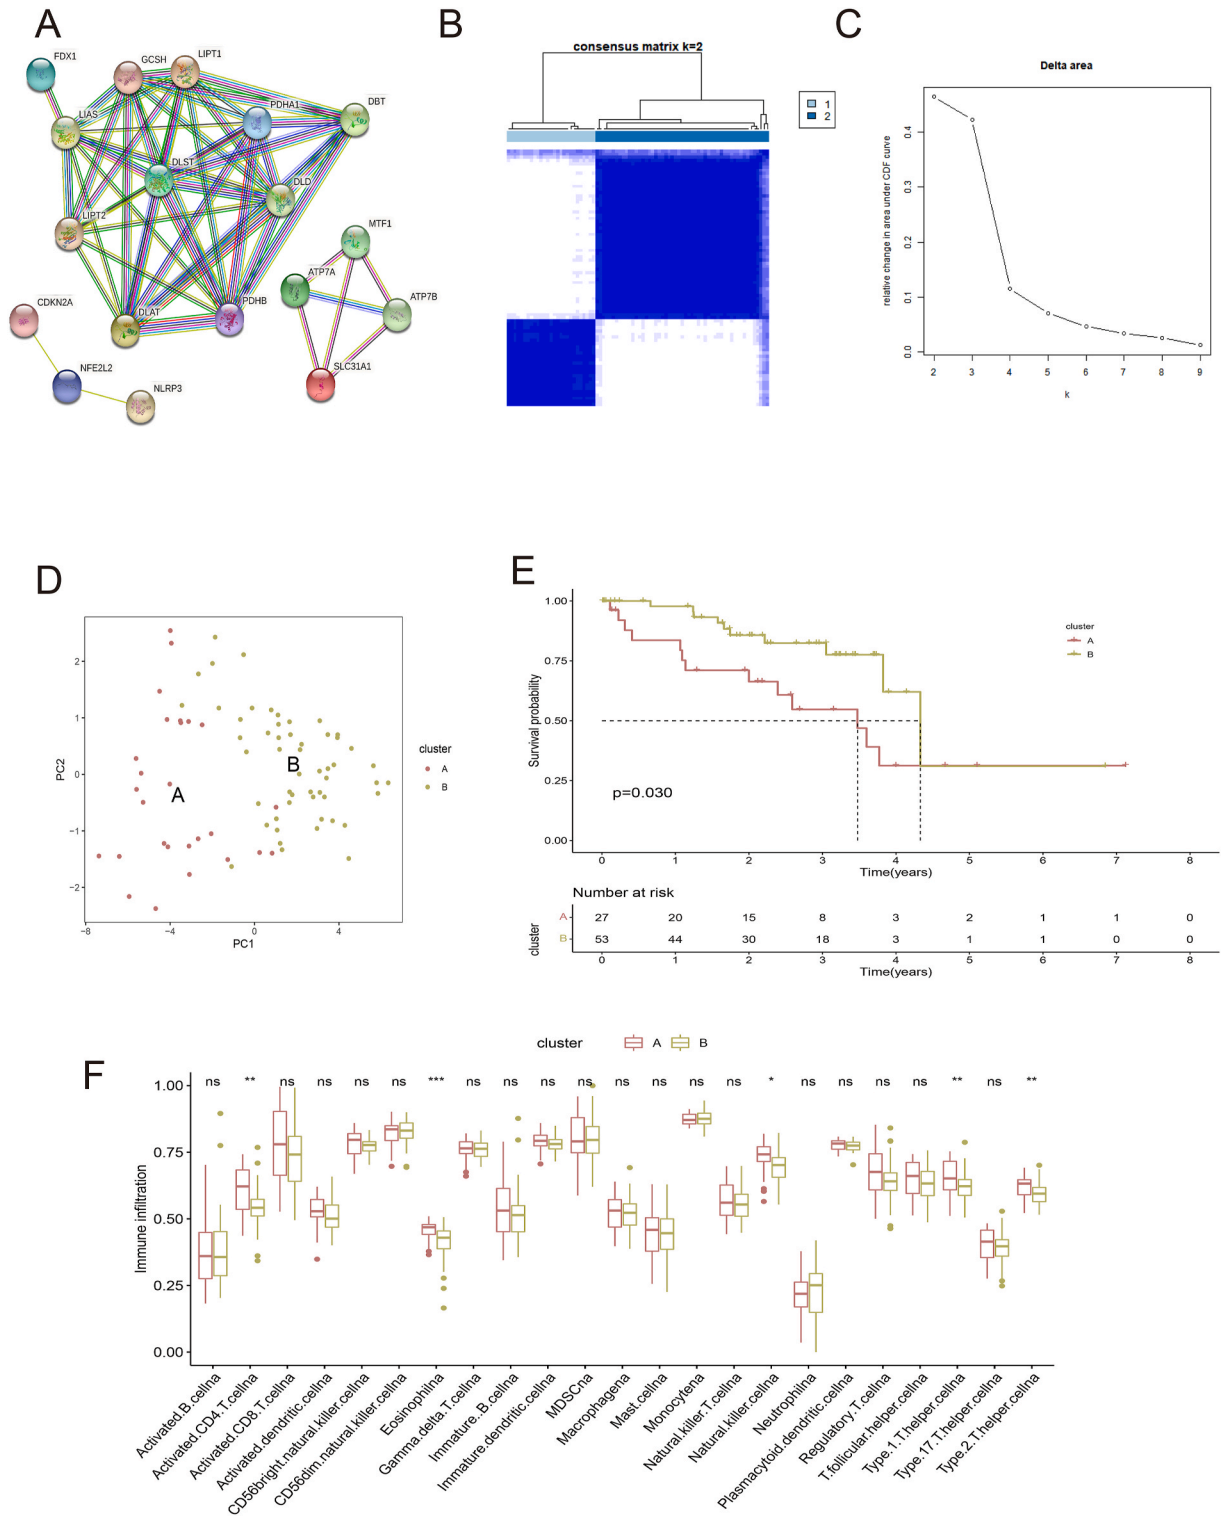 A
FDX1
GCSH
LIPT1
LIAS
PDHA1
DBT
DLST
DLD
LIPT2
MTF1
ATP7A
ATP7B
CDKN2A
DLAT
PDHB
NFE2L2
NLRP3
SLC31A1
B
consensus matrix k=2
1
2
C
Delta area
relative change in area under CDF curve
0.4
0.3
0.2
0.1
0.0
2 3 4 5 6 7 8 9
k
D
PC2
2
1
0
−1
−2
A
B
−8 −4 0 4
PC1
cluster
A
B
E
Survival probability
1.00
0.75
0.50
0.25
0.00
p=0.030
cluster
A
B
0 1 2 3 4 5 6 7 8
Time(years)
Number at risk
cluster
A 27 20 15 8 3 2 1 1 0
B 53 44 30 18 3 1 1 0 0
0 1 2 3 4 5 6 7 8
Time(years)
F
cluster A B
Immune infiltration
1.00
0.75
0.50
0.25
0.00
ns ** ns ns ns ns *** ns ns ns ns ns ns ns ns * ns ns ns ns ** ns **
Activated.B.cellna
Activated.CD4.T.cellna
Activated.CD8.T.cellna
Activated.dendritic.cellna
CD56bright.natural.killer.cellna
CD56dim.natural.killer.cellna
Eosinophilna
Gamma.delta.T.cellna
Immature..B.cellna
Immature.dendritic.cellna
MDSCna
Macrophagena
Mast.cellna
Monocytena
Natural.killer.T.cellna
Natural.killer.cellna
Neutrophilna
Plasmacytoid.dendritic.cellna
Regulatory.T.cellna
T.follicular.helper.cellna
Type.1.T.helper.cellna
Type.17.T.helper.cellna
Type.2.T.helper.cellna